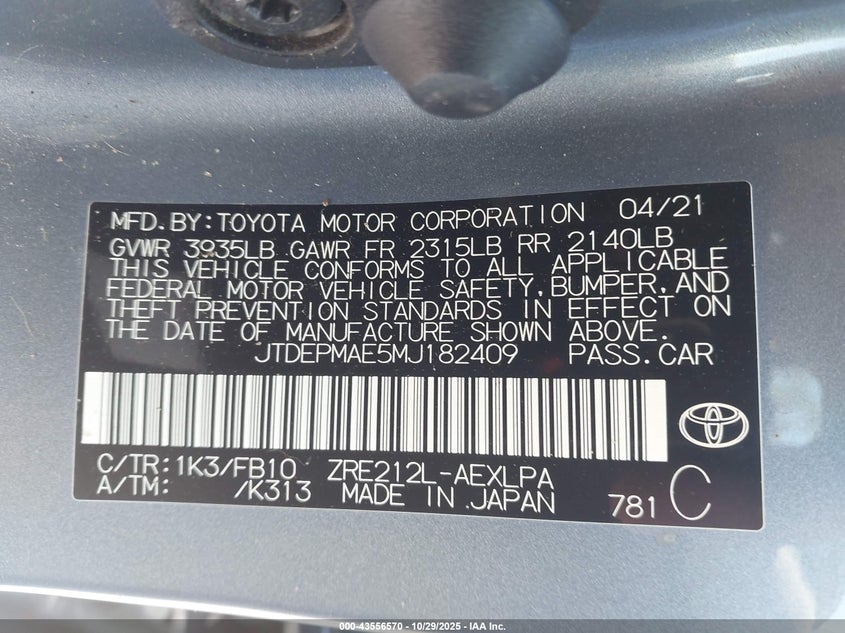 MFD.BY:TOYOTA MOTOR CORPORATION 04/21
GVWR 3935LB GAWR FR 2315LB RR 2140LB
THIS VEHICLE CONFORMS TO ALL APPLICABLE
FEDERAL MOTOR VEHICLE SAFETY,BUMPER,AND
THEFT PREVENTION STANDARDS IN EFFECT ON
THE DATE OF MANUFACTURE SHOWN ABOVE.
JTDEPMAE5MJ182409 PASS.CAR
C/TR:1K3/FB10 ZRE212L-AEXLPA
A/TM: /K313 MADE IN JAPAN 781 C
000-43556570 | 10/29/2025 - IAA Inc.